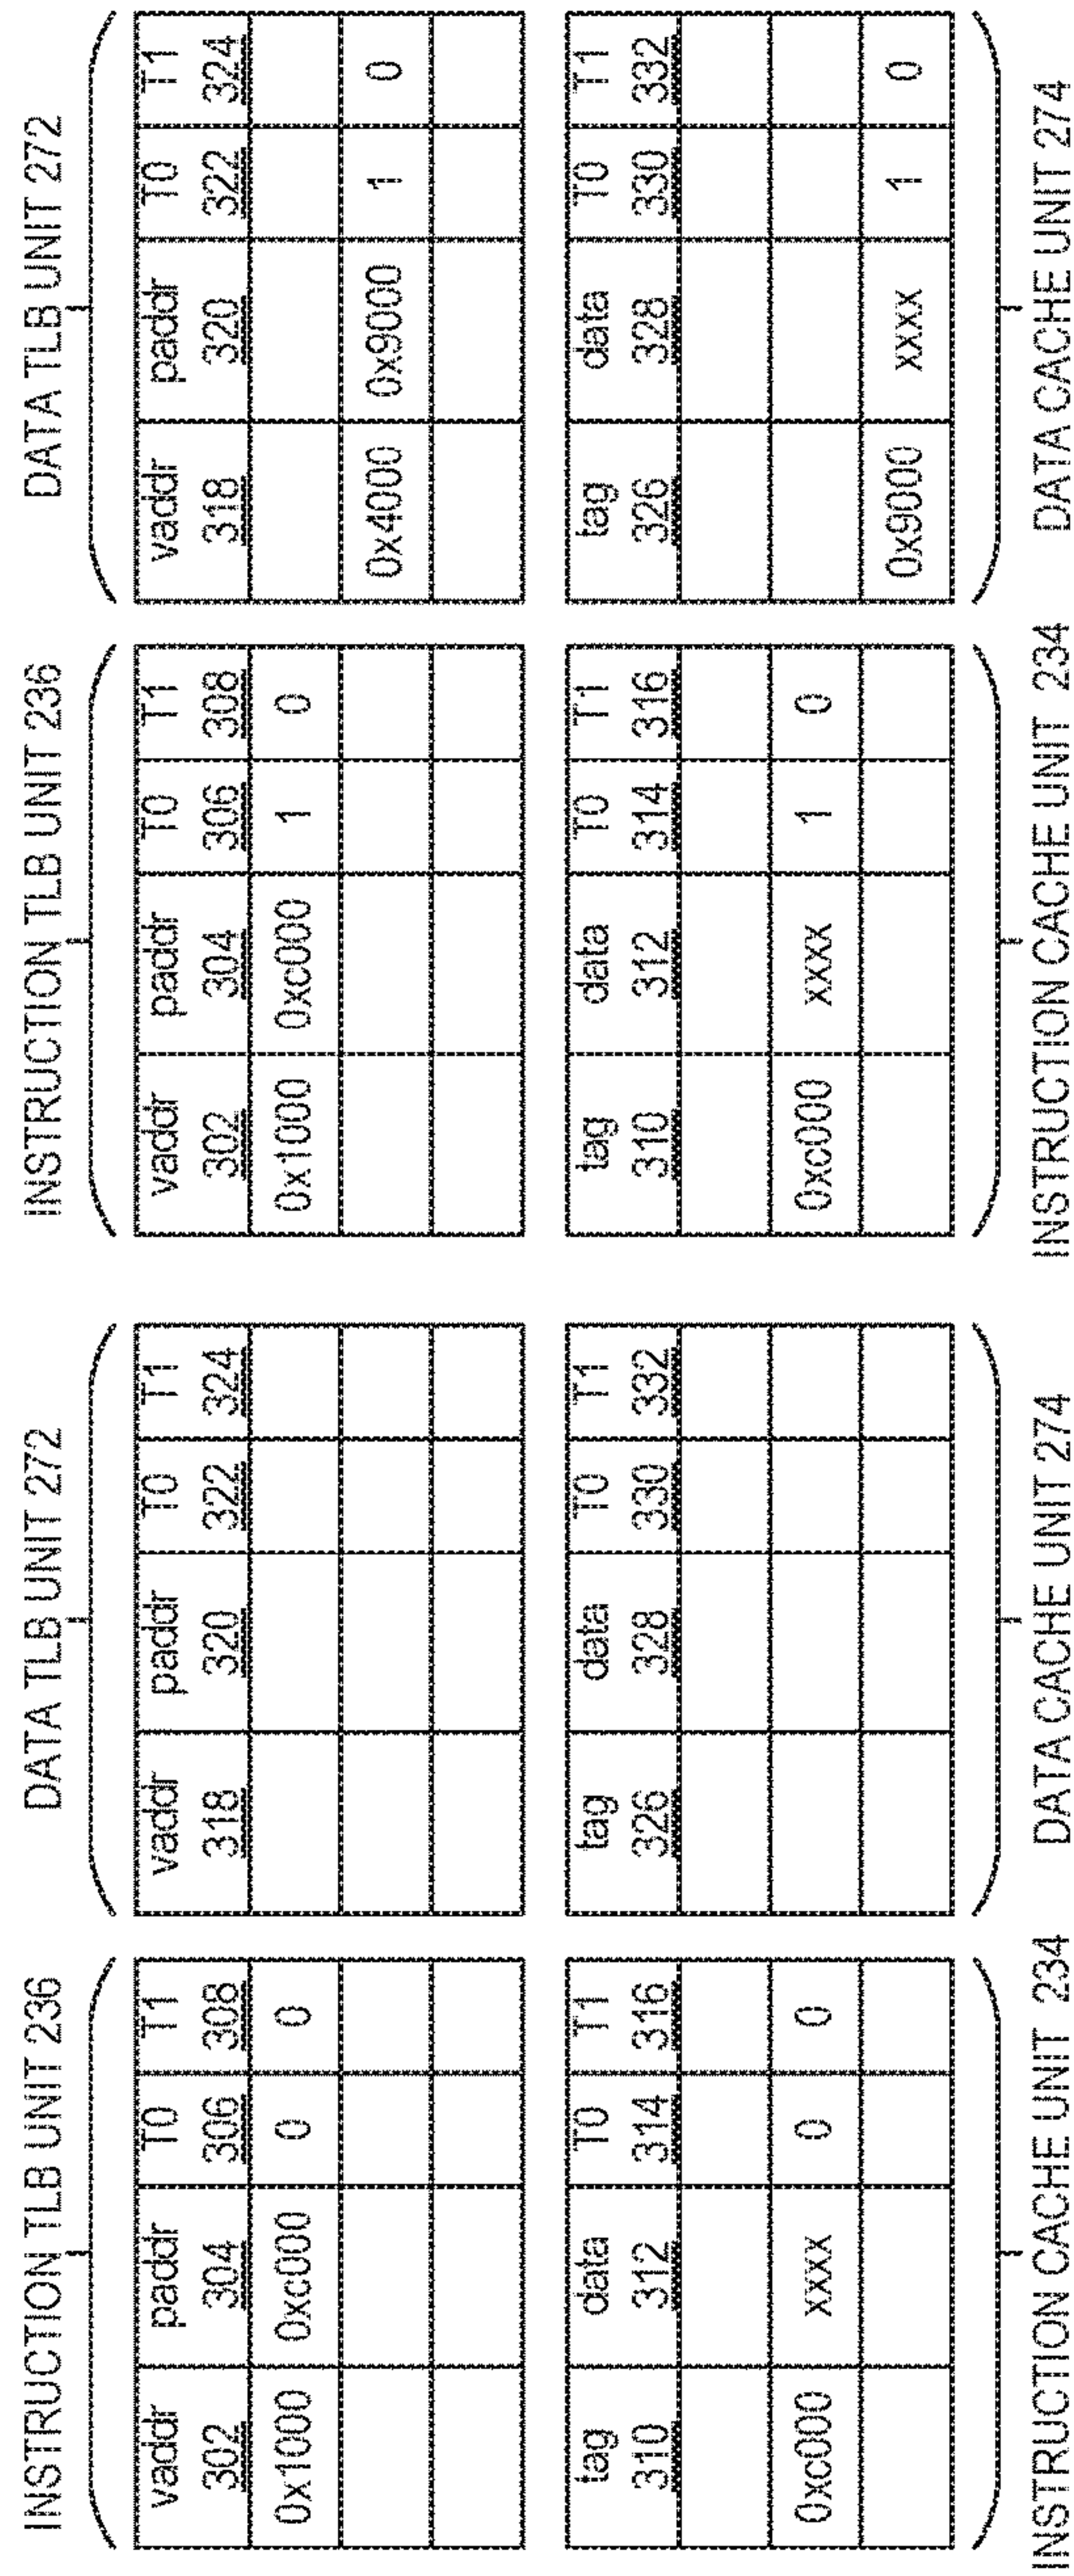 INSTRUCTION TLB UNIT 236 DATA TLB UNIT 272 INSTRUCTION TLB UNIT 236 DATA TLB UNIT 272
vaddr paddr T0 T1 vaddr paddr T0 T1 vaddr paddr T0 T1 vaddr paddr T0 T1
302 304 306 308 318 320 322 324 302 304 306 308 318 320 322 324
0x1000 0xc000 0 0 0x1000 0xc000 1 0
0x4000 0x9000 1 0
tag data T0 T1 tag data T0 T1 tag data T0 T1 tag data T0 T1
310 312 314 316 326 328 330 332 310 312 314 316 326 328 330 332
0xc000 xxxx 0 0 0xc000 xxxx 1 0
0x9000 xxxx 1 0
INSTRUCTION CACHE UNIT 234 DATA CACHE UNIT 274 INSTRUCTION CACHE UNIT 234 DATA CACHE UNIT 274